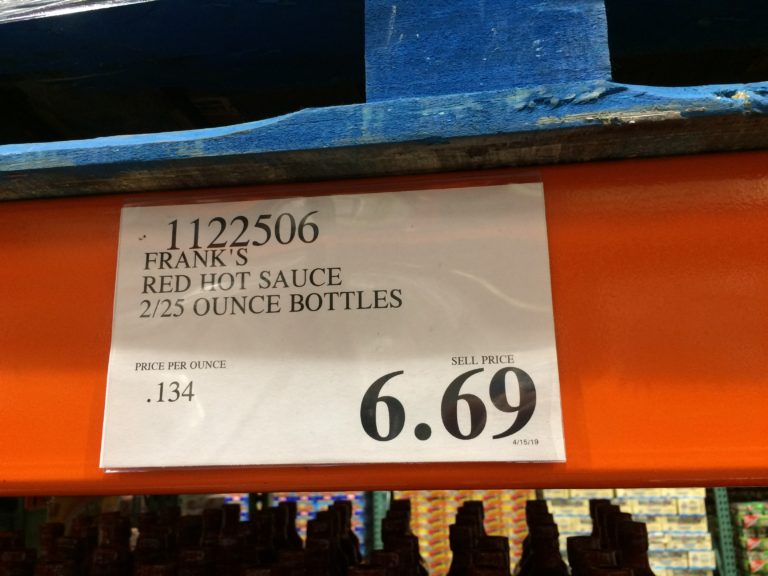 1122506
FRANK'S
RED HOT SAUCE
2/25 OUNCE BOTTLES
PRICE PER OUNCE
.134
SELL PRICE
6.69
4/15/19